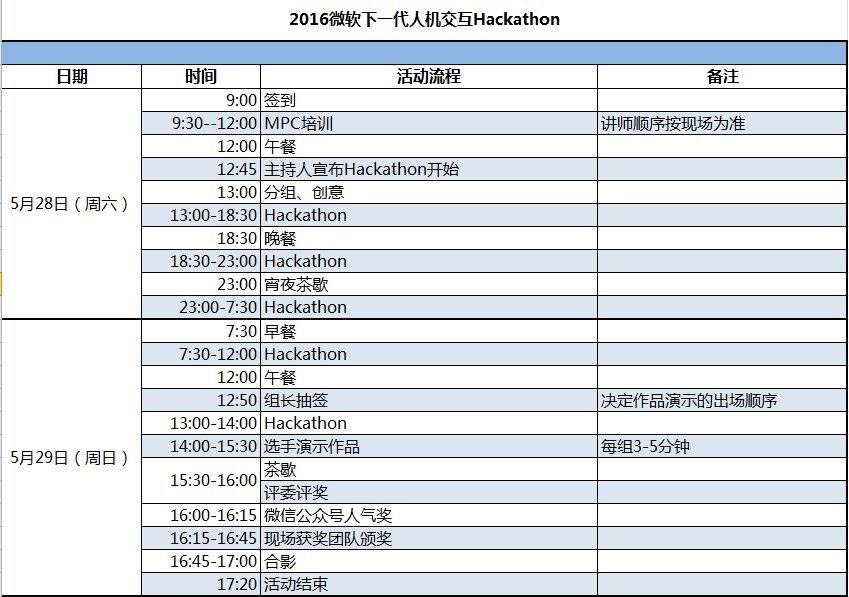 2016微软下一代人机交互Hackathon
日期 时间 活动流程 备注
5月28日（周六）
9:00 签到
9:30--12:00 MPC培训 讲师顺序按现场为准
12:00 午餐
12:45 主持人宣布Hackathon开始
13:00 分组、创意
13:00-18:30 Hackathon
18:30 晚餐
18:30-23:00 Hackathon
23:00 宵夜茶歇
23:00-7:30 Hackathon
5月29日（周日）
7:30 早餐
7:30-12:00 Hackathon
12:00 午餐
12:50 组长抽签 决定作品演示的出场顺序
13:00-14:00 Hackathon
14:00-15:30 选手演示作品 每组3-5分钟
15:30-16:00 茶歇
评委评奖
16:00-16:15 微信公众号人气奖
16:15-16:45 现场获奖团队颁奖
16:45-17:00 合影
17:20 活动结束